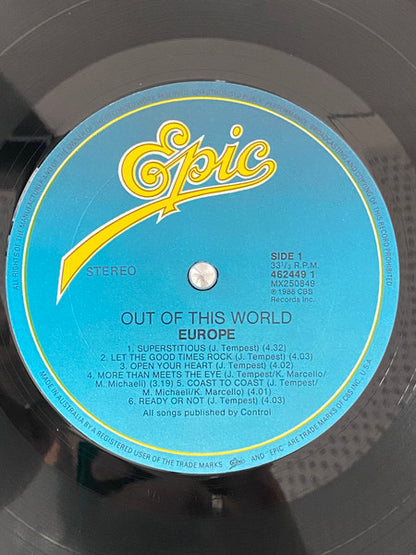 Epic
STEREO
SIDE 1
33⅓ R.P.M.
462449 1
MX250849
℗ 1988 CBS
Records Inc.
OUT OF THIS WORLD
EUROPE
1. SUPERSTITIOUS (J. Tempest) (4.32)
2. LET THE GOOD TIMES ROCK (J. Tempest) (4.03)
3. OPEN YOUR HEART (J. Tempest) (4.02)
4. MORE THAN MEETS THE EYE (J. Tempest/K. Marcello/
M. Michaeli) (3.19) 5. COAST TO COAST (J. Tempest/
M. Michaeli/K. Marcello) (4.01)
6. READY OR NOT (J. Tempest) (4.03)
All songs published by Control
MADE IN AUSTRALIA BY A REGISTERED USER OF THE TRADE MARKS Epic AND "EPIC" ARE TRADE MARKS OF CBS INC. U.S.A.